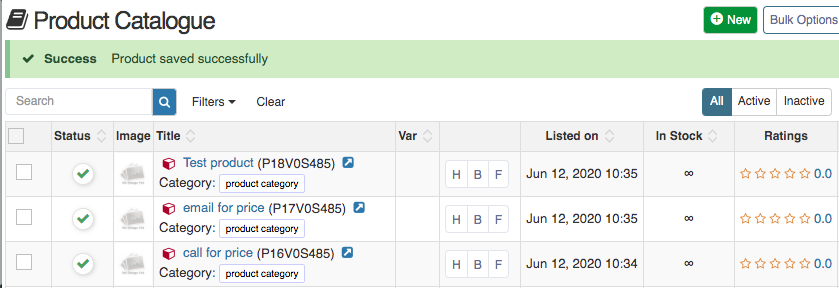 Product Catalogue
New
Bulk Options
Success Product saved successfully
Search
Filters
Clear
All Active Inactive
Status Image Title Var Listed on In Stock Ratings
Test product (P18V0S485)
Category: product category
H B F
Jun 12, 2020 10:35
∞
0.0
email for price (P17V0S485)
Category: product category
H B F
Jun 12, 2020 10:35
∞
0.0
call for price (P16V0S485)
Category: product category
H B F
Jun 12, 2020 10:34
∞
0.0